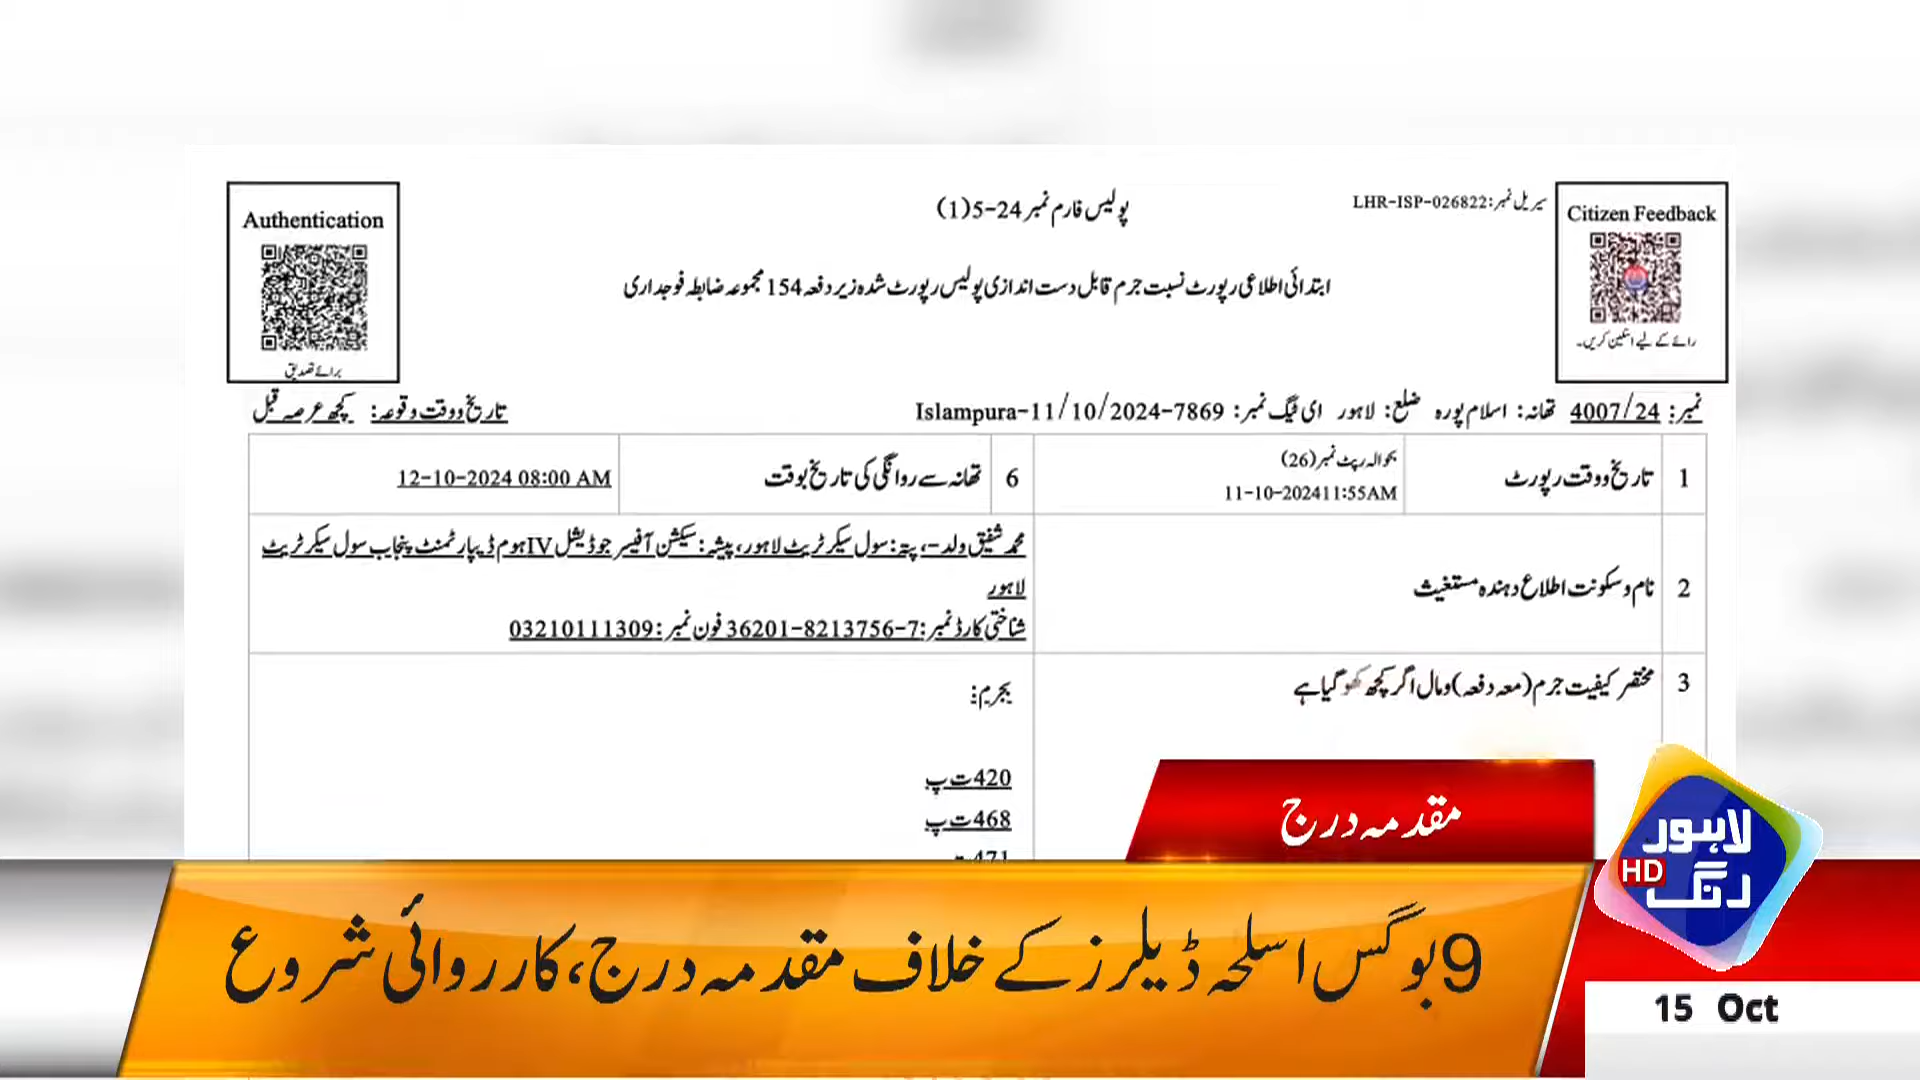 Authentication
برائے تصدیق
پولیس فارم نمبر 24-5(1)
سیریل نمبر: LHR-ISP-026822
Citizen Feedback
رائے کے لیے اسکین کریں۔
ابتدائی اطلاعی رپورٹ نسبت جرم قابل دست اندازی پولیس رپورٹ شدہ زیر دفعہ 154 مجموعہ ضابطہ فوجداری
نمبر: 4007/24 تھانہ: اسلام پورہ ضلع: لاہور ای ٹیگ نمبر: Islampura-11/10/2024-7869 تاریخ و وقت وقوعہ: کچھ عرصہ قبل
1 تاریخ و وقت رپورٹ
بحوالہ رپٹ نمبر(26)
11-10-202411:55AM
6 تھانہ سے روانگی کی تاریخ بوقت
12-10-2024 08:00 AM
2 نام و سکونت اطلاع دہندہ مستغیث
محمد شفیق ولد -، پتہ: سول سیکرٹریٹ لاہور، پیشہ: سیکشن آفیسر جوڈیشل IV ہوم ڈیپارٹمنٹ پنجاب سول سیکرٹریٹ
لاہور
شناختی کارڈ نمبر: 36201-8213756-7 فون نمبر: 03210111309
3 مختصر کیفیت جرم (معہ دفعہ) و مال اگر کچھ کھو گیا ہے
بجرم:
420 ت پ
468 ت پ
471 ت پ
مقدمہ درج
9 بوگس اسلحہ ڈیلرز کے خلاف مقدمہ درج، کارروائی شروع
لاہور
رنگ
HD
15 Oct